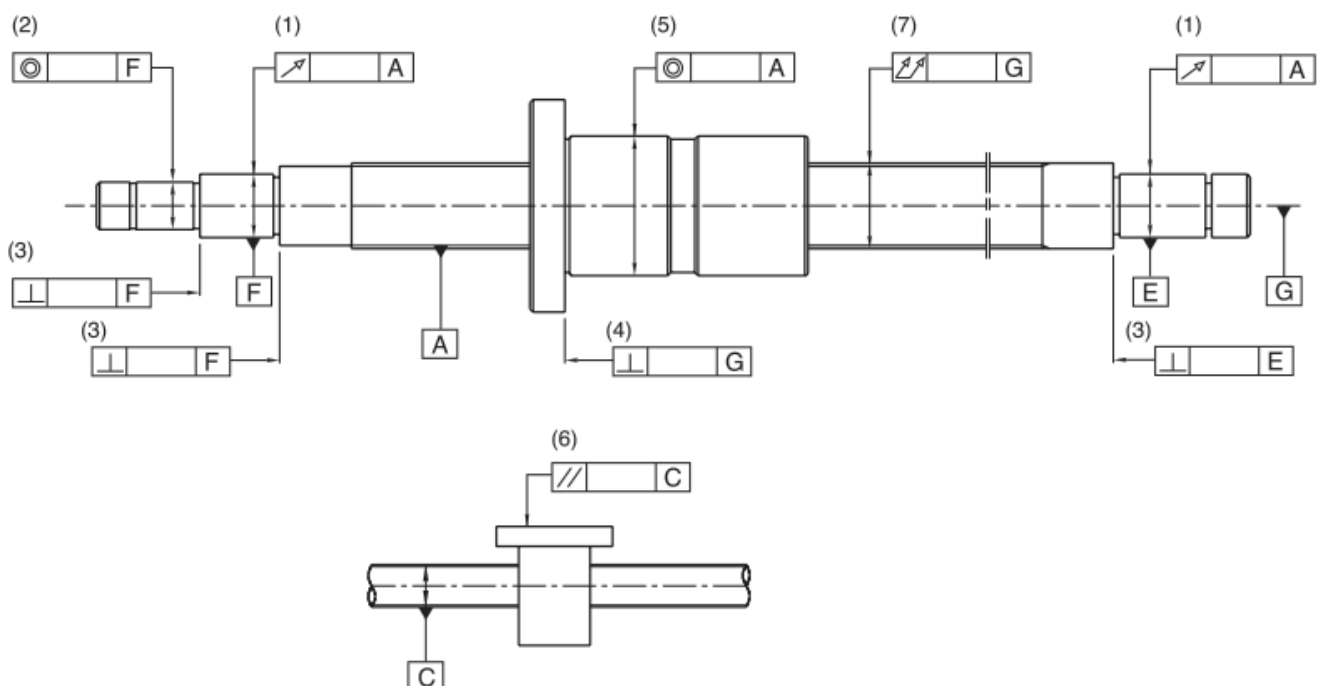 (2) (1) (5) (7) (1)
◎ F ↗ A ◎ A ⌰ G ↗ A
(3)
⊥ F F E G
(3) A (4) (3)
⊥ F ⊥ G ⊥ E
(6)
// C
C